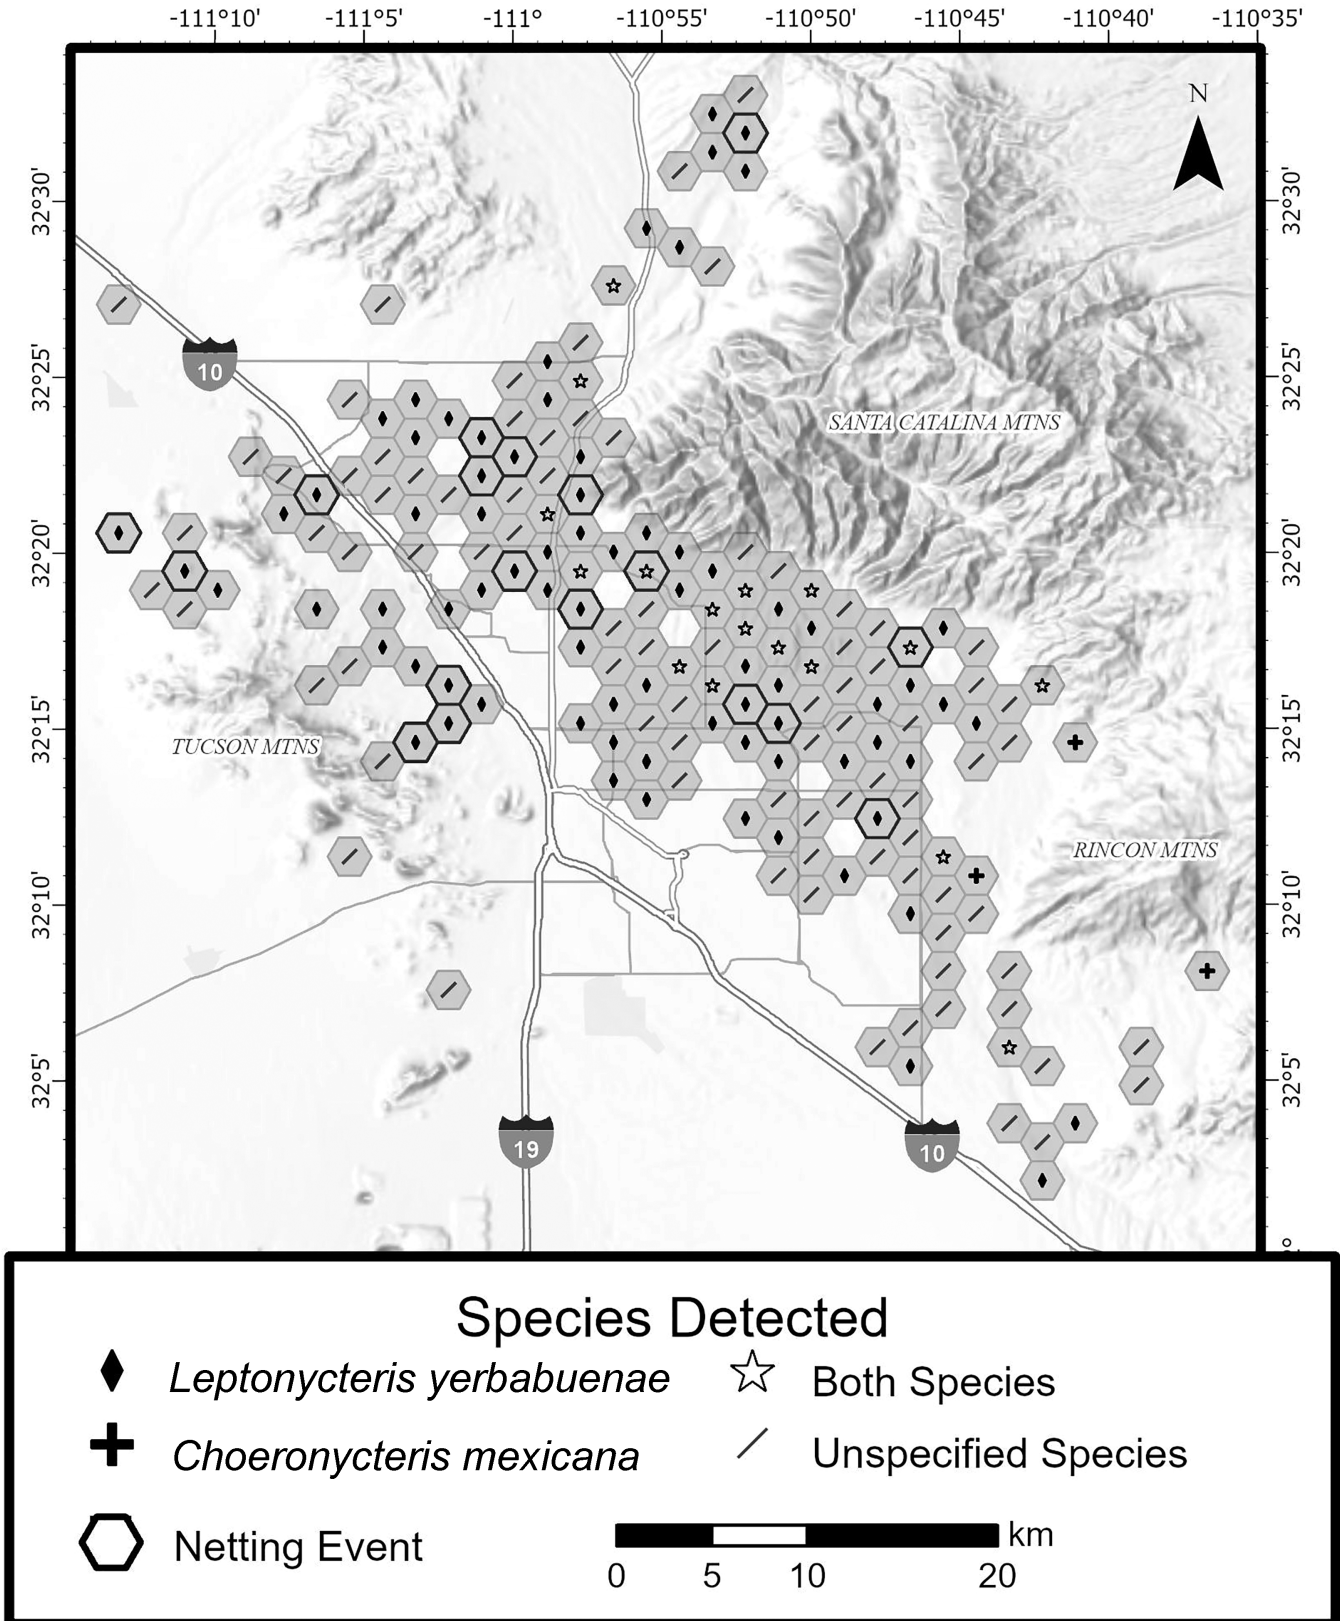 -111°10' -111°5' -111° -110°55' -110°50' -110°45' -110°40' -110°35'
N
32°30' 32°30'
32°25' 32°25'
10
SANTA CATALINA MTNS
32°20' 32°20'
32°15' 32°15'
TUCSON MTNS
RINCON MTNS
32°10' 32°10'
32°5' 32°5'
19 10
Species Detected
Leptonycteris yerbabuenae
Both Species
Choeronycteris mexicana
Unspecified Species
Netting Event
km
0 5 10 20